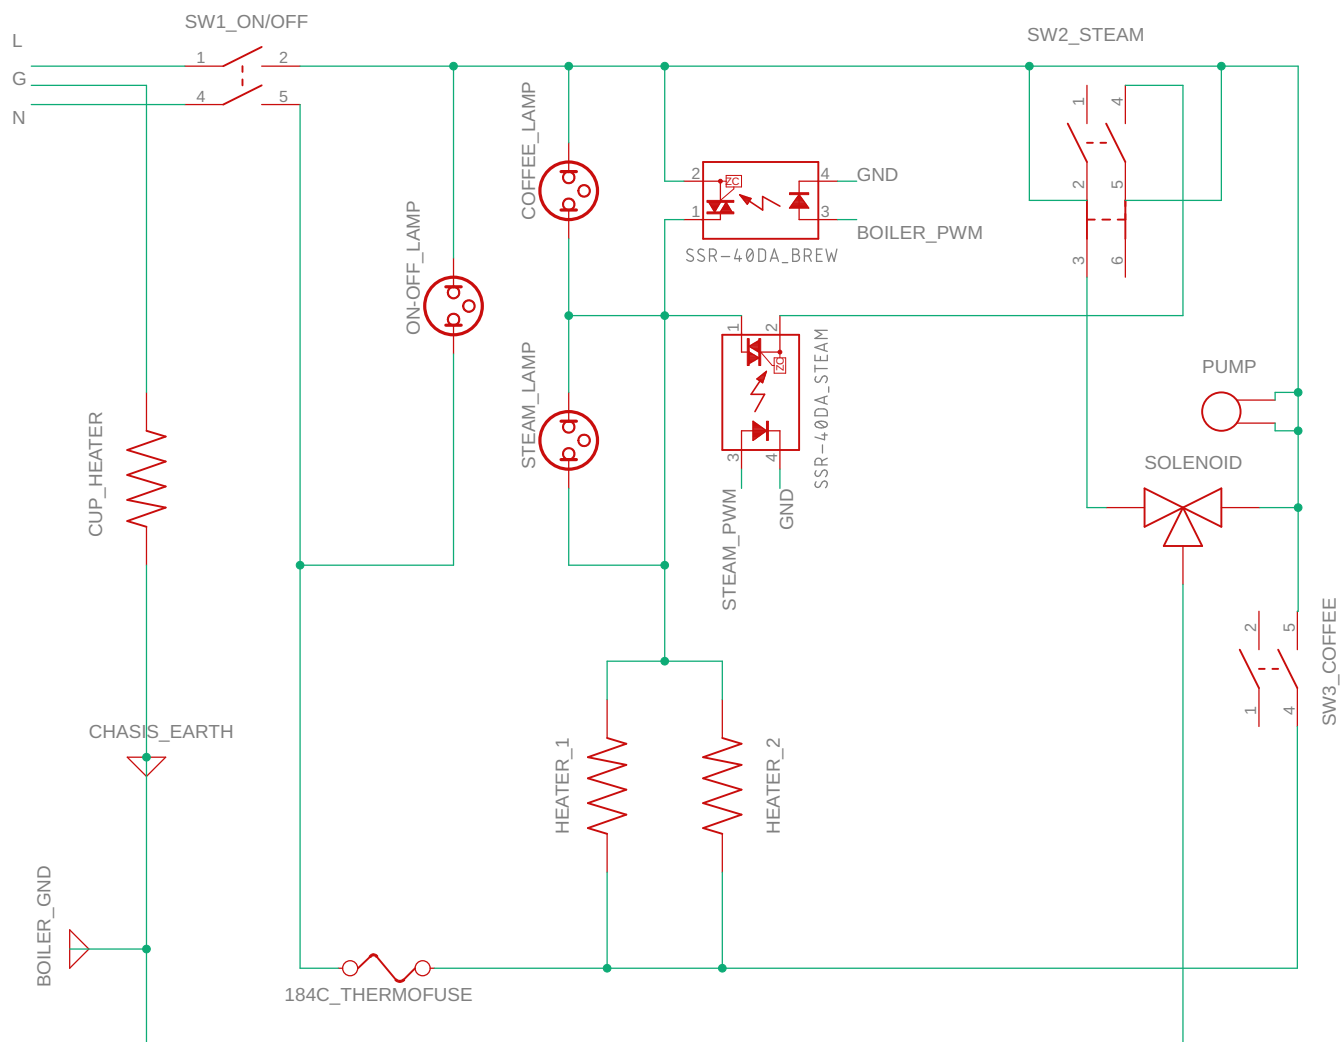 SW1_ON/OFF
L
G
N
1
2
4
5
SW2_STEAM
1
4
2
5
3
6
COFFEE_LAMP
2
1
ZC
4
3
GND
BOILER_PWM
SSR-40DA_BREW
ON-OFF_LAMP
STEAM_LAMP
1
2
ZC
3
4
SSR-40DA_STEAM
STEAM_PWM
GND
PUMP
SOLENOID
CUP_HEATER
2
5
1
4
SW3_COFFEE
CHASIS_EARTH
HEATER_1
HEATER_2
BOILER_GND
184C_THERMOFUSE